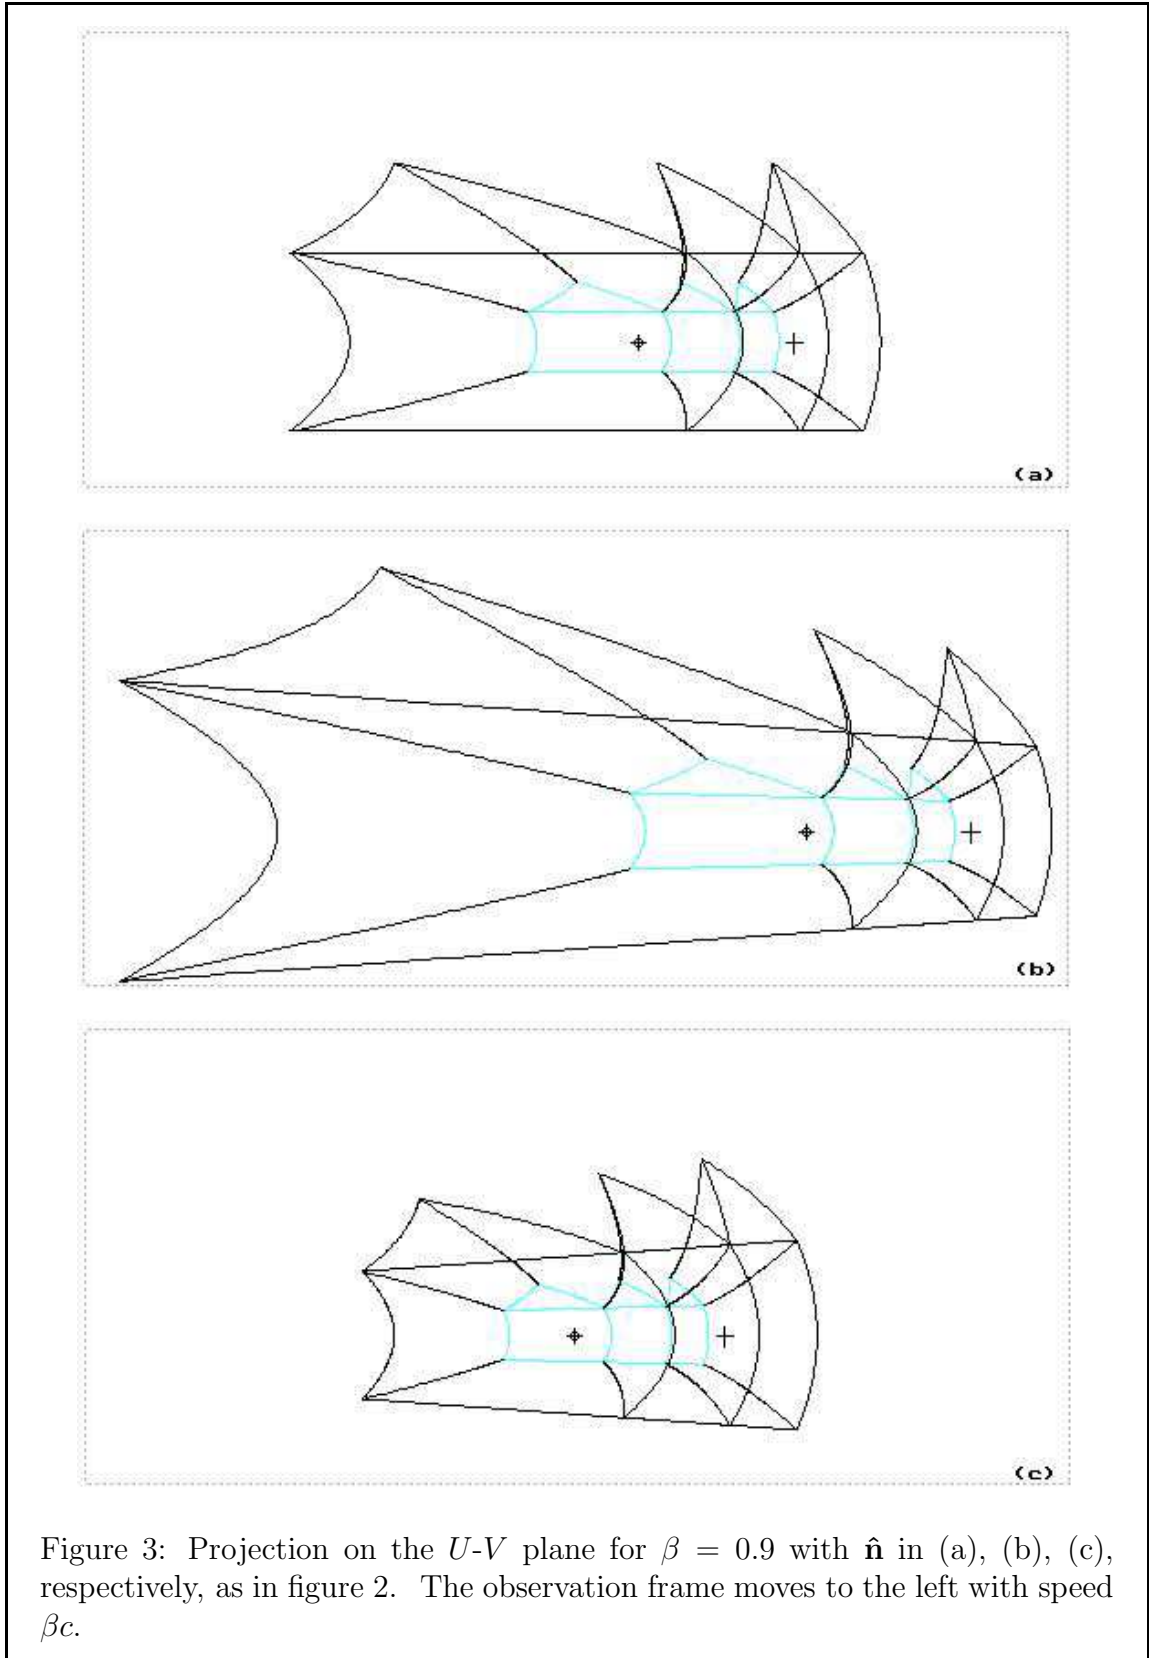 (a)
(b)
(c)
Figure 3: Projection on the U-V plane for β = 0.9 with n̂ in (a), (b), (c),
respectively, as in figure 2. The observation frame moves to the left with speed
βc.